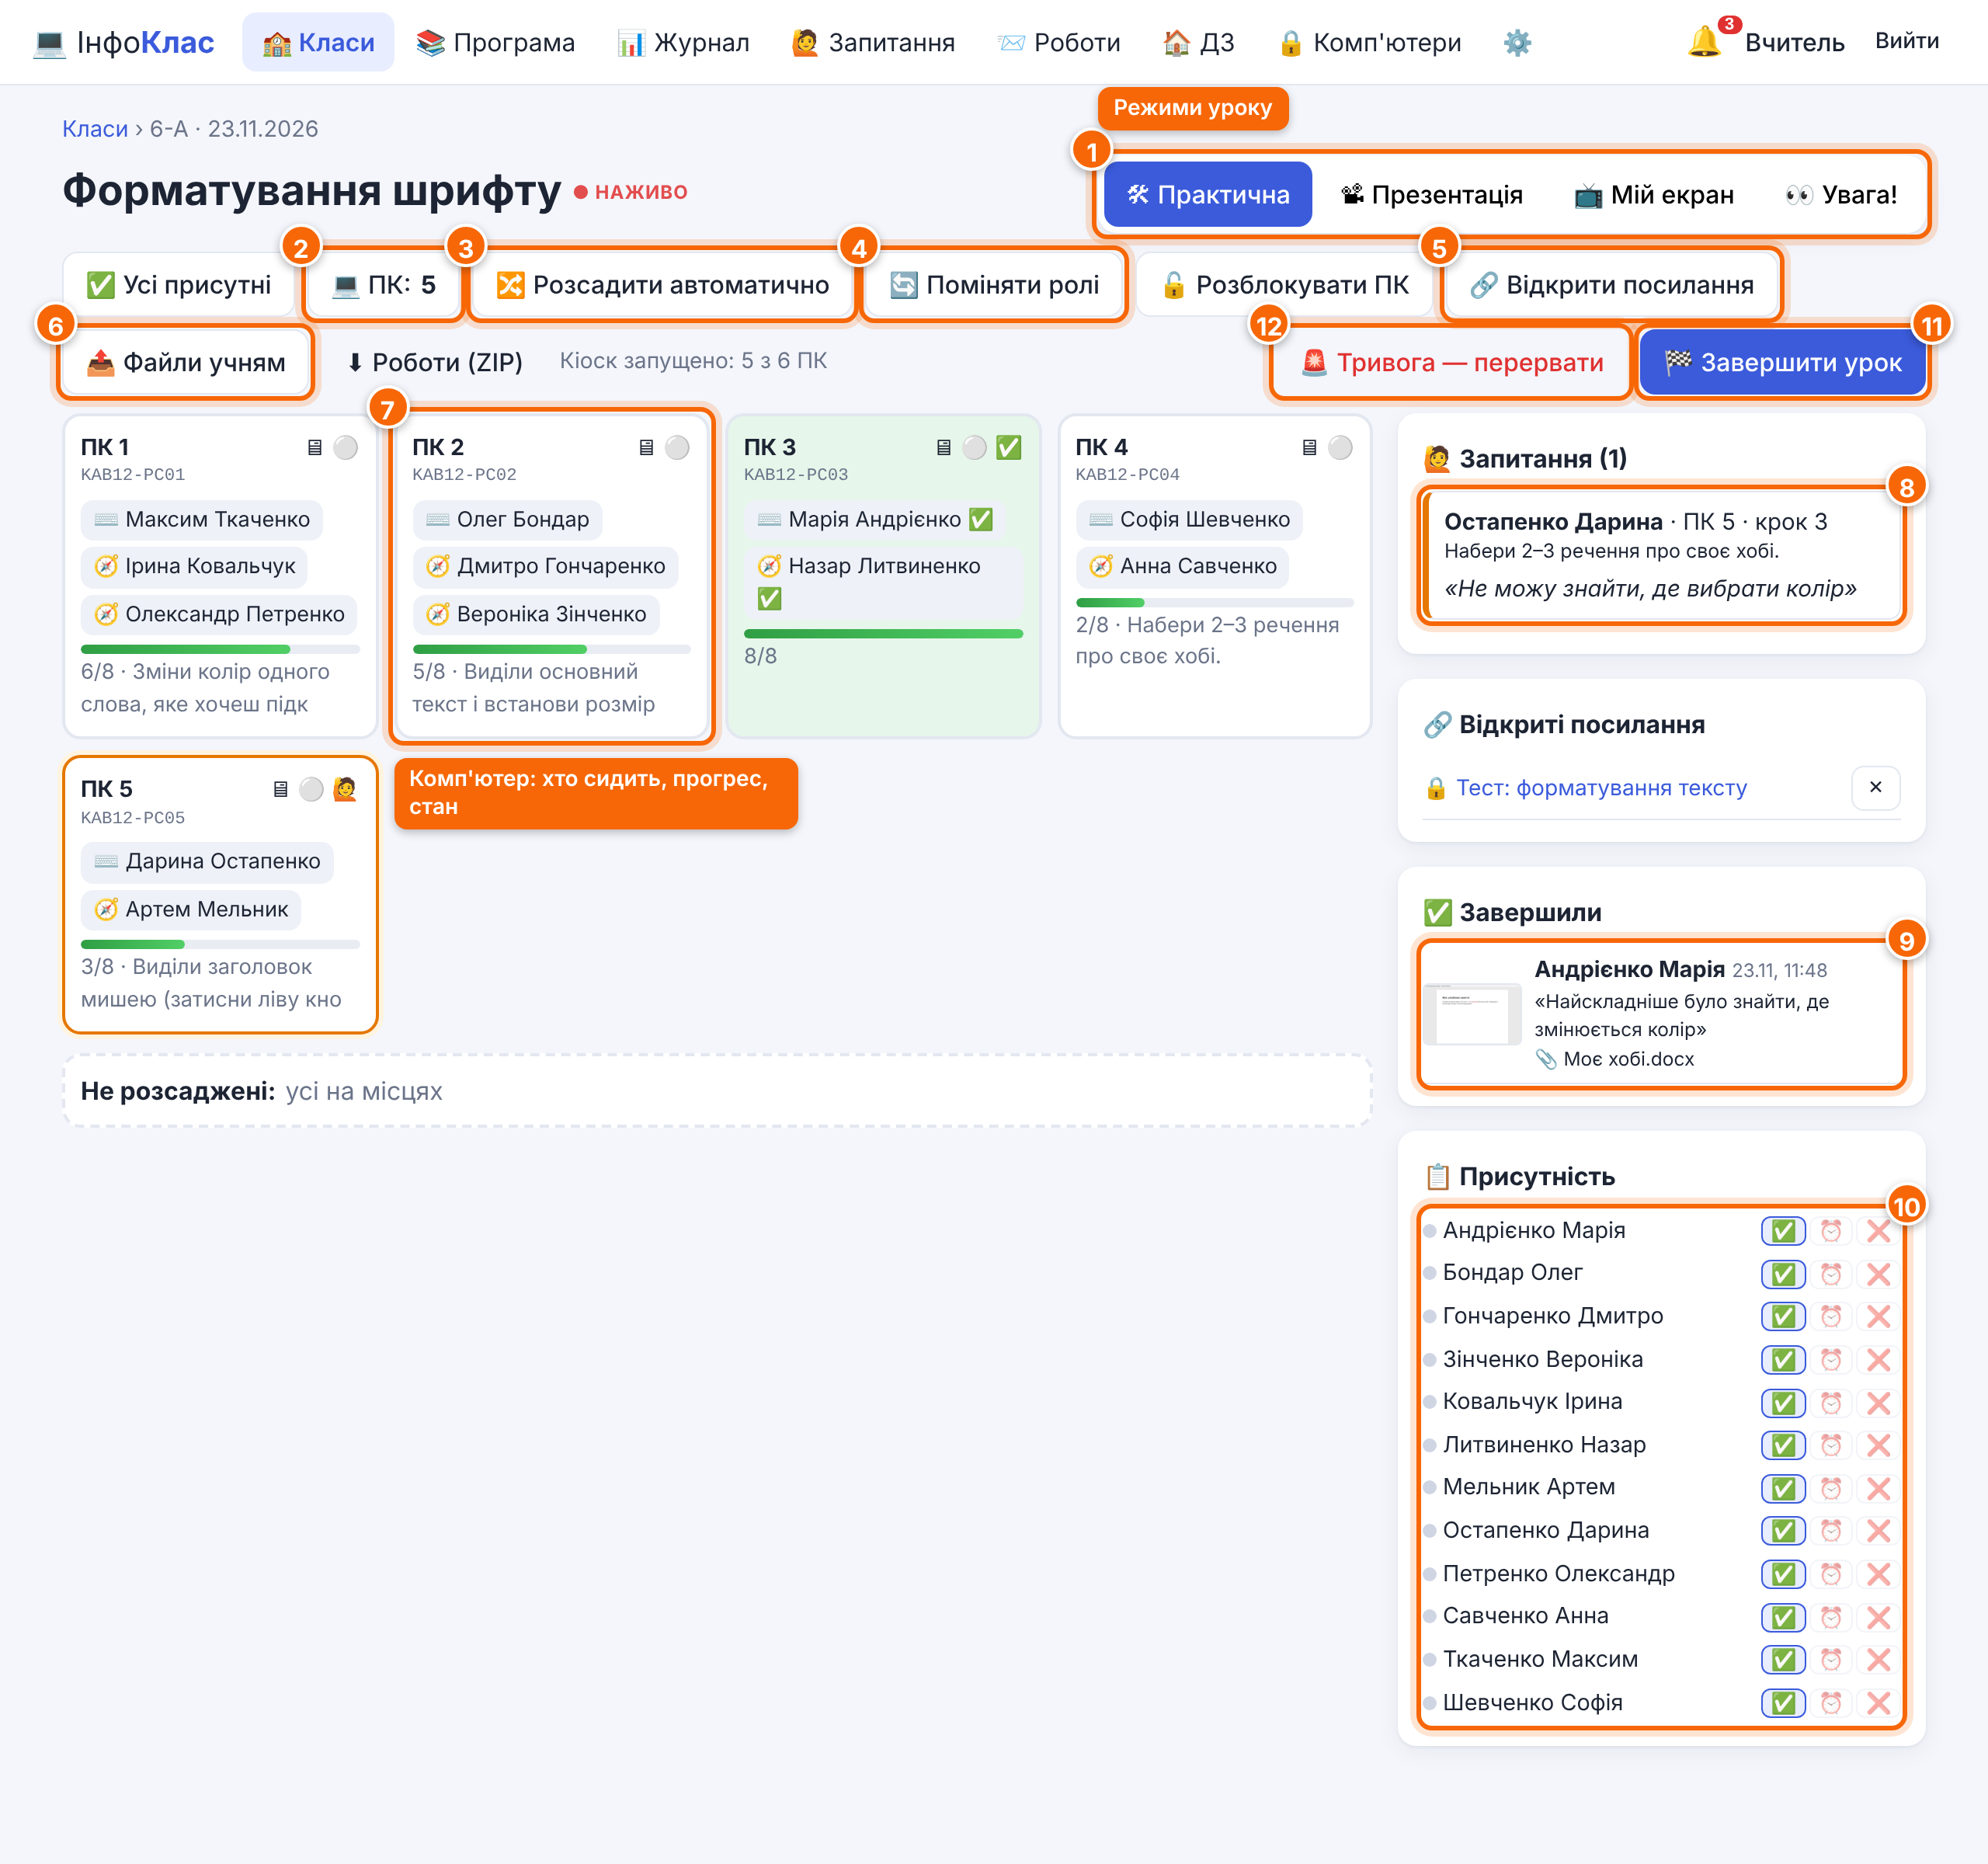 ІнфоКлас
Класи
Програма
Журнал
Запитання
Роботи
ДЗ
Комп'ютери
3
Вчитель
Вийти
Режими уроку
Класи › 6-А · 23.11.2026
1
Форматування шрифту
НАЖИВО
Практична
Презентація
Мій екран
Увага!
2
3
4
5
Усі присутні
ПК: 5
Розсадити автоматично
Поміняти ролі
Розблокувати ПК
Відкрити посилання
6
12
11
Файли учням
Роботи (ZIP)
Кіоск запущено: 5 з 6 ПК
Тривога — перервати
Завершити урок
7
ПК 1
KAB12-PC01
Максим Ткаченко
Ірина Ковальчук
Олександр Петренко
6/8 · Зміни колір одного
слова, яке хочеш підк
ПК 2
KAB12-PC02
Олег Бондар
Дмитро Гончаренко
Вероніка Зінченко
5/8 · Виділи основний
текст і встанови розмір
ПК 3
KAB12-PC03
Марія Андрієнко
Назар Литвиненко
8/8
ПК 4
KAB12-PC04
Софія Шевченко
Анна Савченко
2/8 · Набери 2–3 речення
про своє хобі.
ПК 5
KAB12-PC05
Дарина Остапенко
Артем Мельник
3/8 · Виділи заголовок
мишею (затисни ліву кно
Комп'ютер: хто сидить, прогрес,
стан
Не розсаджені: усі на місцях
Запитання (1)
8
Остапенко Дарина · ПК 5 · крок 3
Набери 2–3 речення про своє хобі.
«Не можу знайти, де вибрати колір»
Відкриті посилання
Тест: форматування тексту
×
Завершили
9
Андрієнко Марія 23.11, 11:48
«Найскладніше було знайти, де
змінюється колір»
Моє хобі.docx
Присутність
10
Андрієнко Марія
Бондар Олег
Гончаренко Дмитро
Зінченко Вероніка
Ковальчук Ірина
Литвиненко Назар
Мельник Артем
Остапенко Дарина
Петренко Олександр
Савченко Анна
Ткаченко Максим
Шевченко Софія